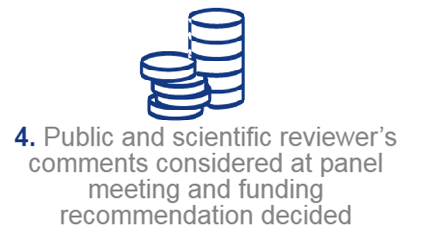 4. Public and scientific reviewer's
comments considered at panel
meeting and funding
recommendation decided